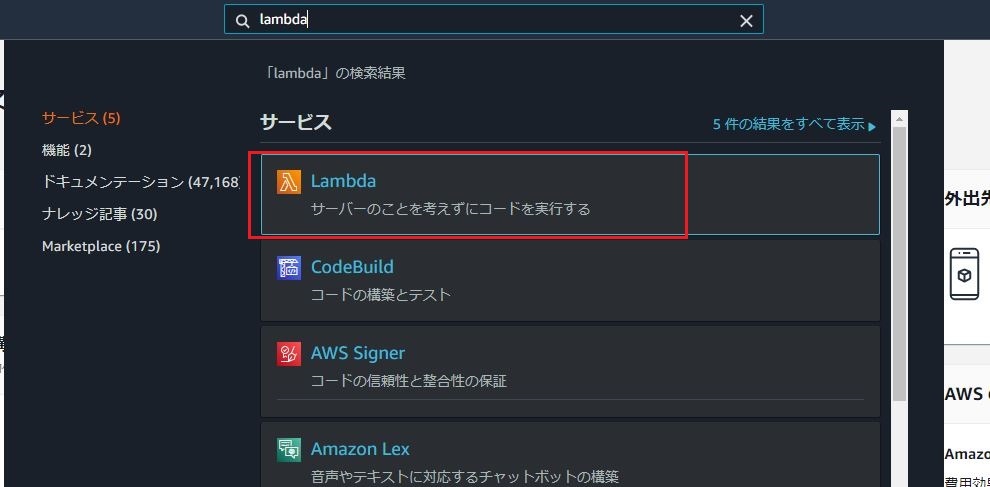 lambda
「lambda」の検索結果
サービス (5)
機能 (2)
ドキュメンテーション (47,168)
ナレッジ記事 (30)
Marketplace (175)
サービス
5 件の結果をすべて表示
Lambda
サーバーのことを考えずにコードを実行する
CodeBuild
コードの構築とテスト
AWS Signer
コードの信頼性と整合性の保証
Amazon Lex
音声やテキストに対応するチャットボットの構築
外出先
AWS
Amazo
費用効